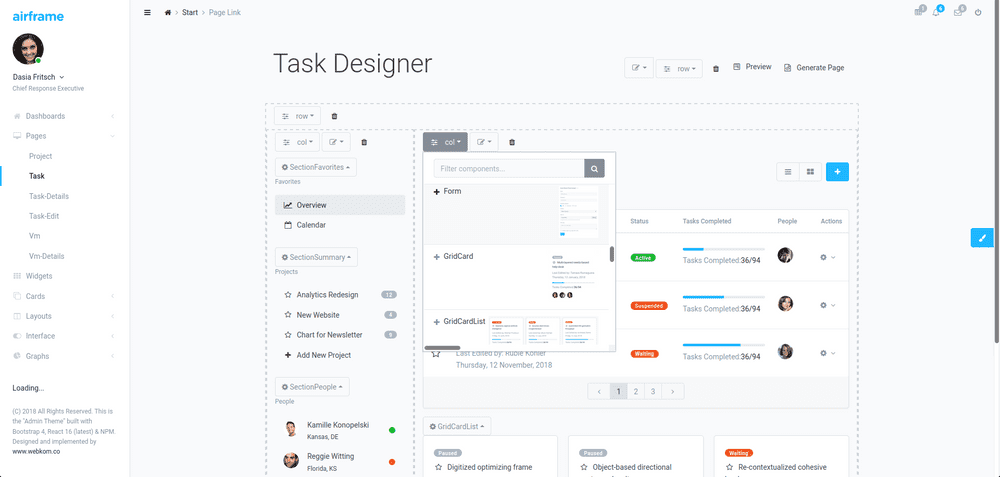 airframe
Start > Page Link
1
6
5
Dasia Fritsch
Chief Response Executive
Dashboards
Pages
Project
Task
Task-Details
Task-Edit
Vm
Vm-Details
Widgets
Cards
Layouts
Interface
Graphs
Loading...
(C) 2018 All Rights Reserved. This is
the "Admin Theme" built with
Bootstrap 4, React 16 (latest) & NPM.
Designed and implemented by
www.webkom.co
Task Designer
row
Preview
Generate Page
row
col
SectionFavorites
Favorites
Overview
Calendar
SectionSummary
Projects
Analytics Redesign 12
New Website 4
Chart for Newsletter 9
Add New Project
SectionPeople
People
Kamille Konopelski
Kansas, DE
Reggie Witting
Florida, KS
col
Filter components...
Form
GridCard
GridCardList
Status Tasks Completed People Actions
Active
Tasks Completed:36/94
Suspended
Tasks Completed:36/94
Waiting
Tasks Completed:36/94
Last Edited by: Rubie Kohler
Thursday, 12 November, 2018
‹ 1 2 3 ›
GridCardList
Paused
Digitized optimizing frame
Paused
Object-based directional
Waiting
Re-contextualized cohesive